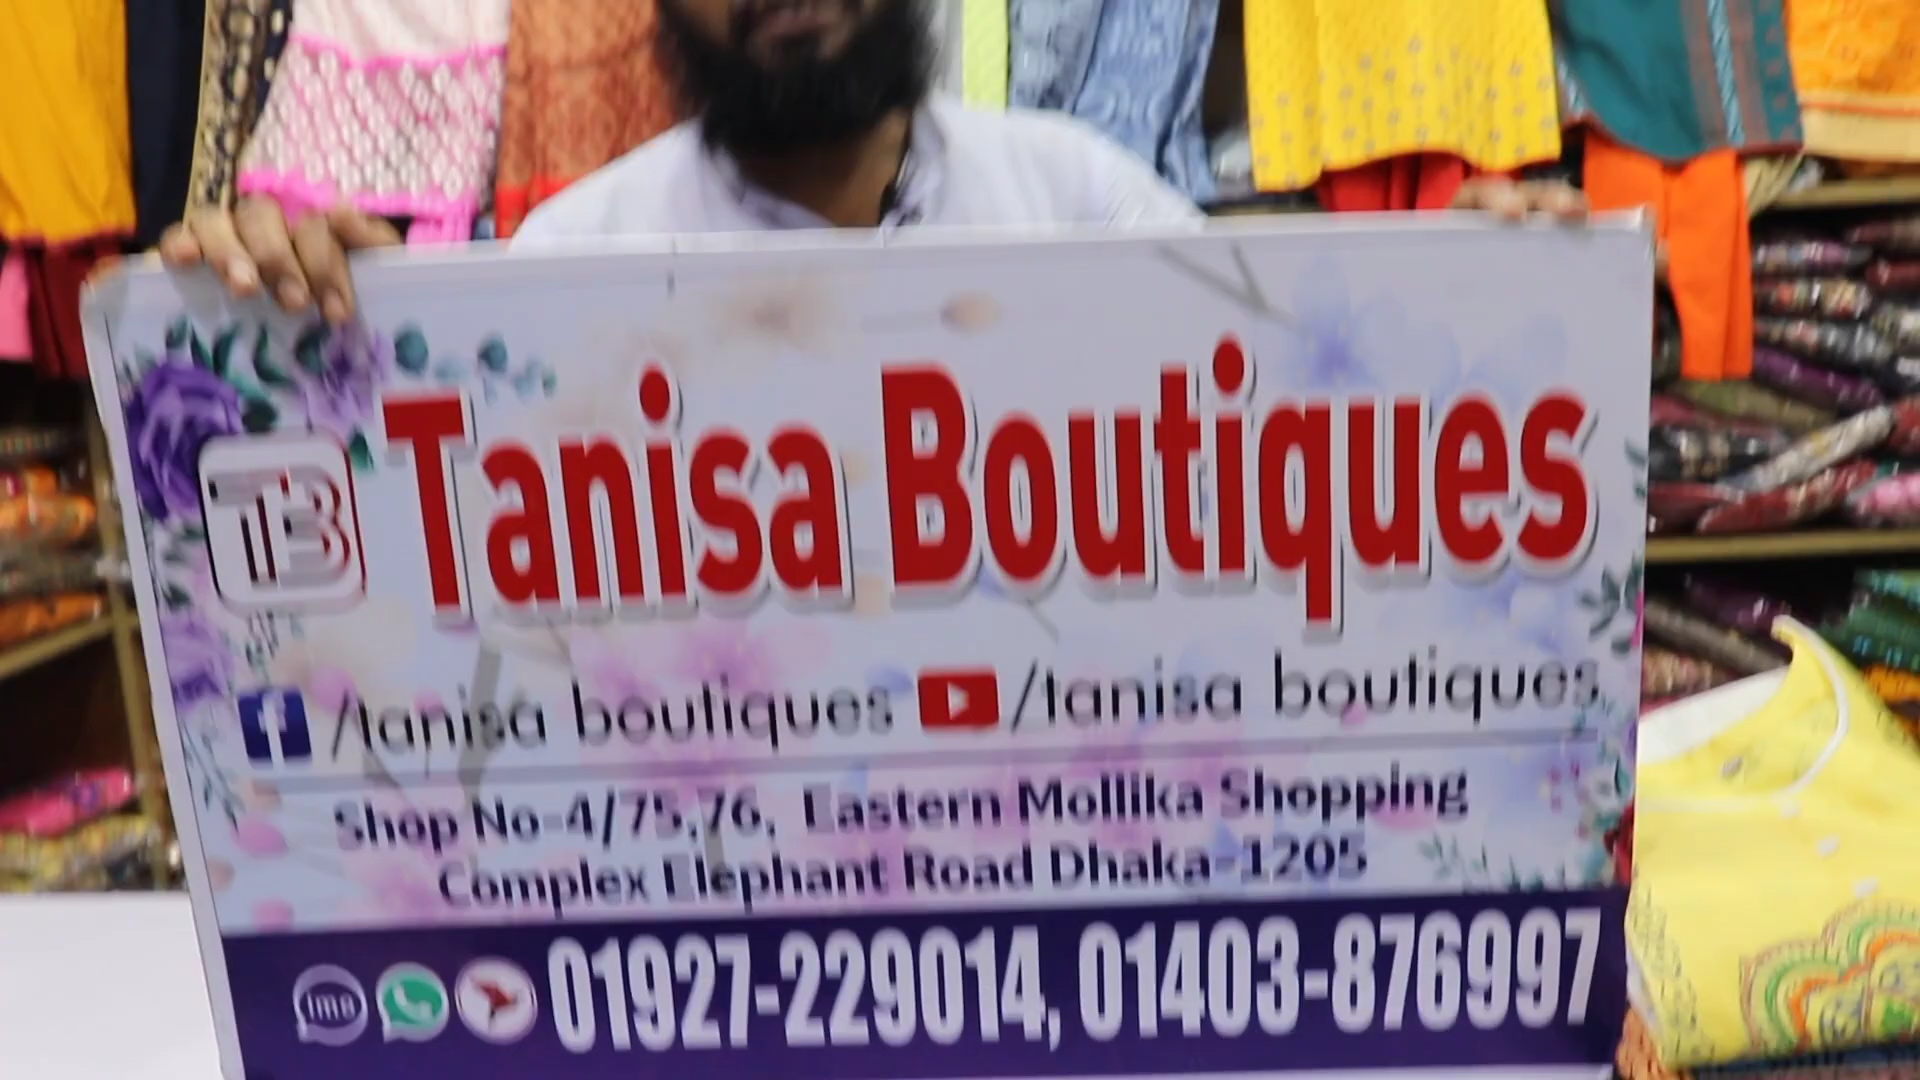 TB Tanisa Boutiques
/tanisa boutiques /tanisa boutiques
Shop No-4/75,76, Eastern Mollika Shopping
Complex Elephant Road Dhaka-1205
imo 01927-229014, 01403-876997